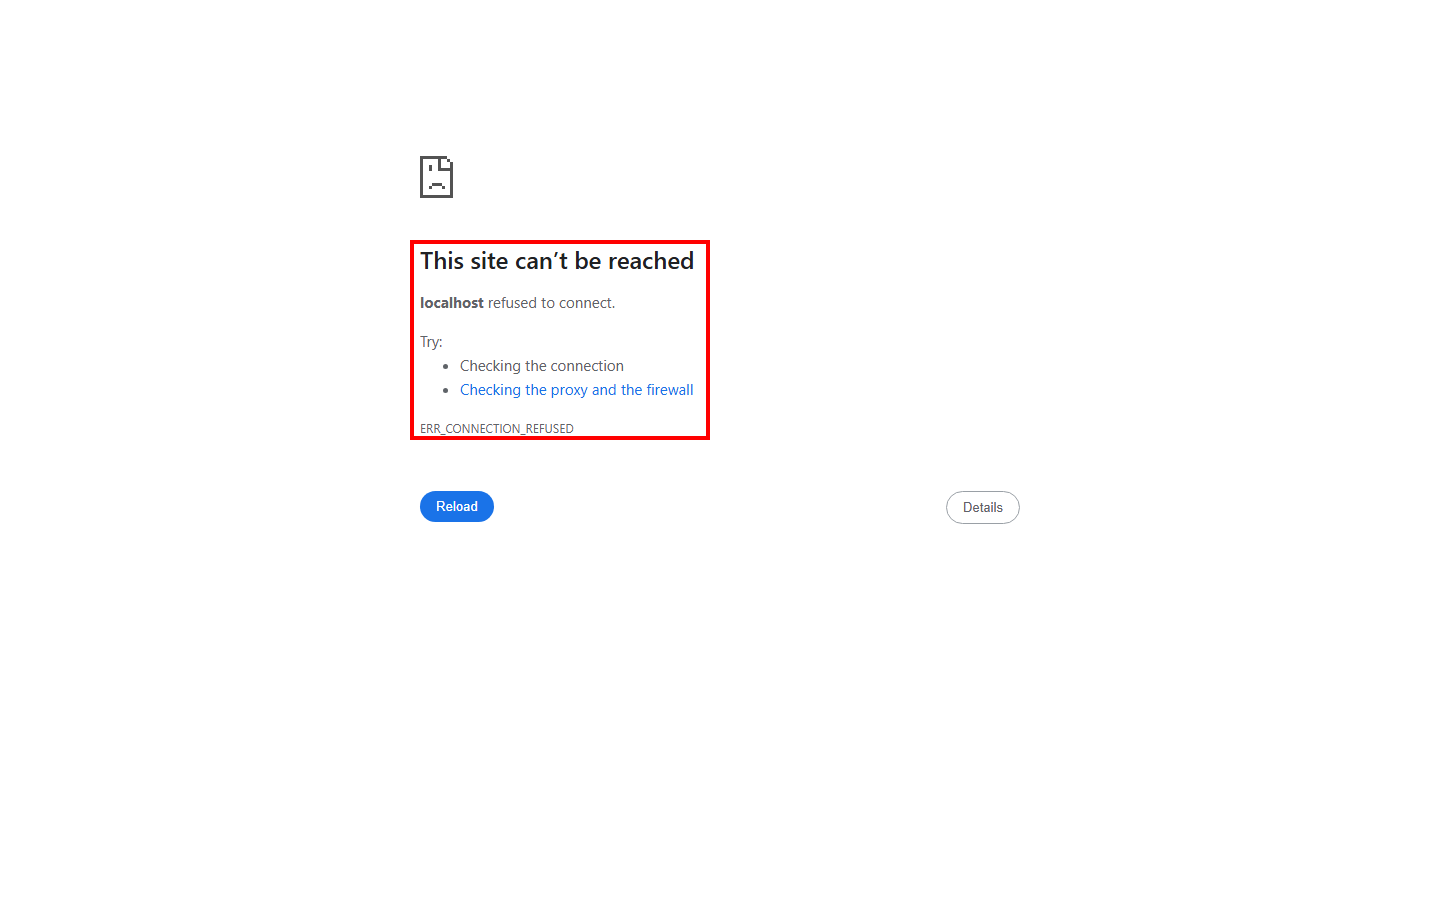 This site can’t be reached
localhost refused to connect.
Try:
• Checking the connection
• Checking the proxy and the firewall
ERR_CONNECTION_REFUSED
Reload
Details